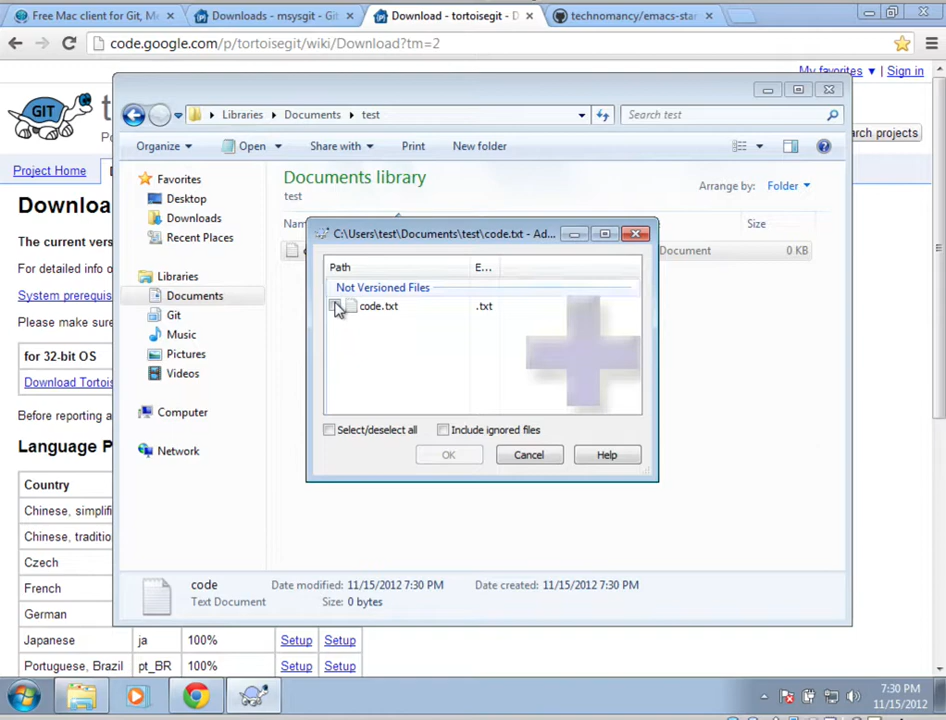 Free Mac client for Git, M
Downloads - msysgit - Git
Download - tortoisegit - D
technomancy/emacs-star
code.google.com/p/tortoisegit/wiki/Download?tm=2
My favorites ▼ | Sign in
GIT
t
P
Search projects
Project Home
D
Downloa
The current vers
For detailed info o
System prerequis
Please make sure
for 32-bit OS
Download Tortois
Before reporting a
Language P
Country
Chinese, simplifi
Chinese, traditio
Czech
French
German
Japanese ja 100% Setup Setup
Portuguese, Brazil pt_BR 100% Setup Setup
Libraries Documents test
Search test
Organize Open Share with Print New folder
Favorites
Desktop
Downloads
Recent Places
Libraries
Documents
Git
Music
Pictures
Videos
Computer
Network
Documents library
test
Arrange by: Folder
Nam
Size
Document 0 KB
C:\Users\test\Documents\test\code.txt - Ad...
Path E...
Not Versioned Files
code.txt .txt
Select/deselect all Include ignored files
OK Cancel Help
code Date modified: 11/15/2012 7:30 PM Date created: 11/15/2012 7:30 PM
Text Document Size: 0 bytes
7:30 PM
11/15/2012